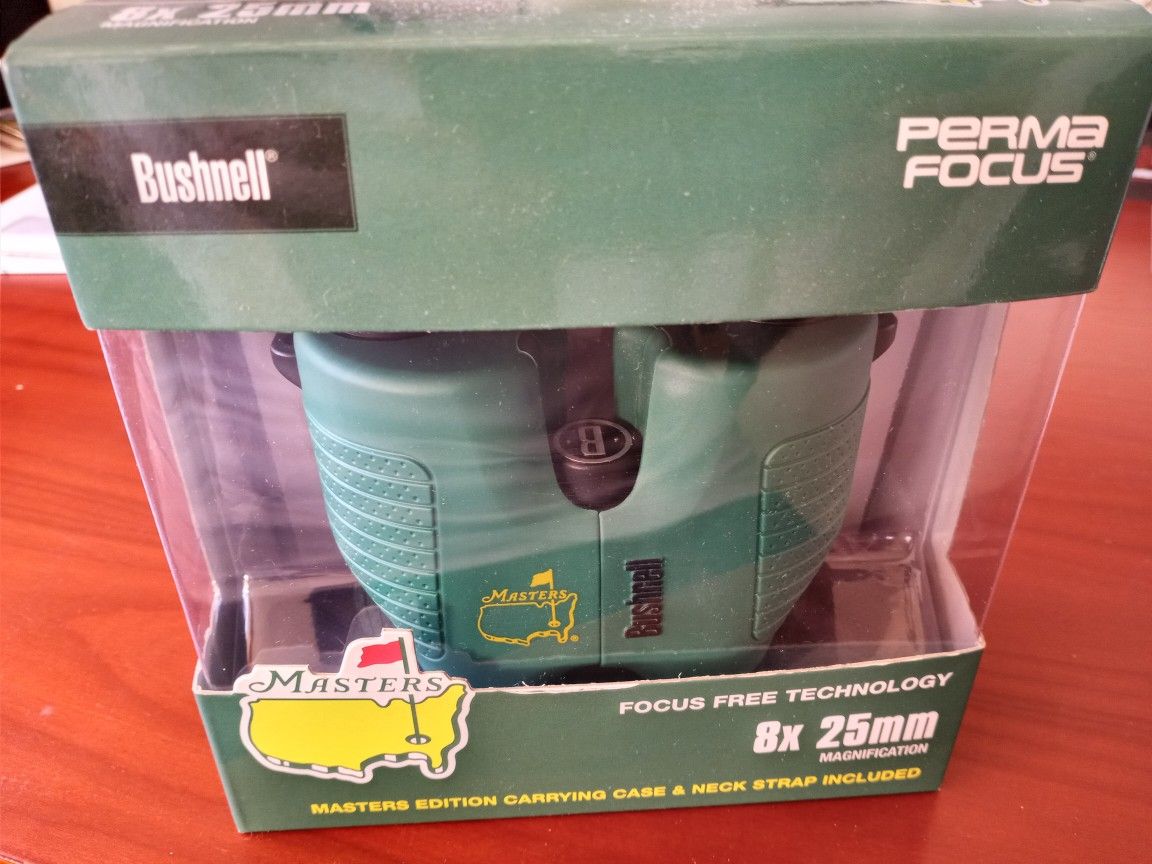 8x 25mm
MAGNIFICATION
Bushnell®
PERMA
FOCUS®
B
MASTERS
®
Bushnell
MASTERS
FOCUS FREE TECHNOLOGY
8x 25mm
MAGNIFICATION
MASTERS EDITION CARRYING CASE & NECK STRAP INCLUDED